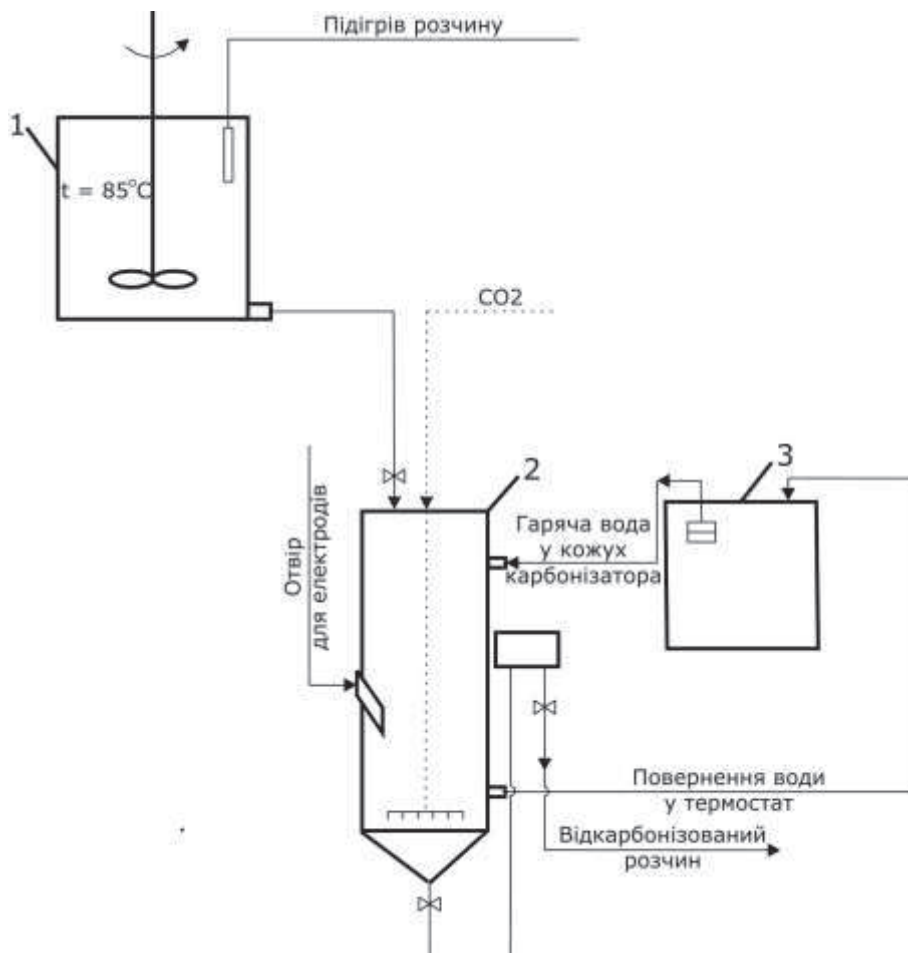 Підігрів розчину
1
t = 85°C
CO2
2
3
Отвір
для електродів
Гаряча вода
у кожух
карбонізатора
Повернення води
у термостат
Відкарбонізований
розчин